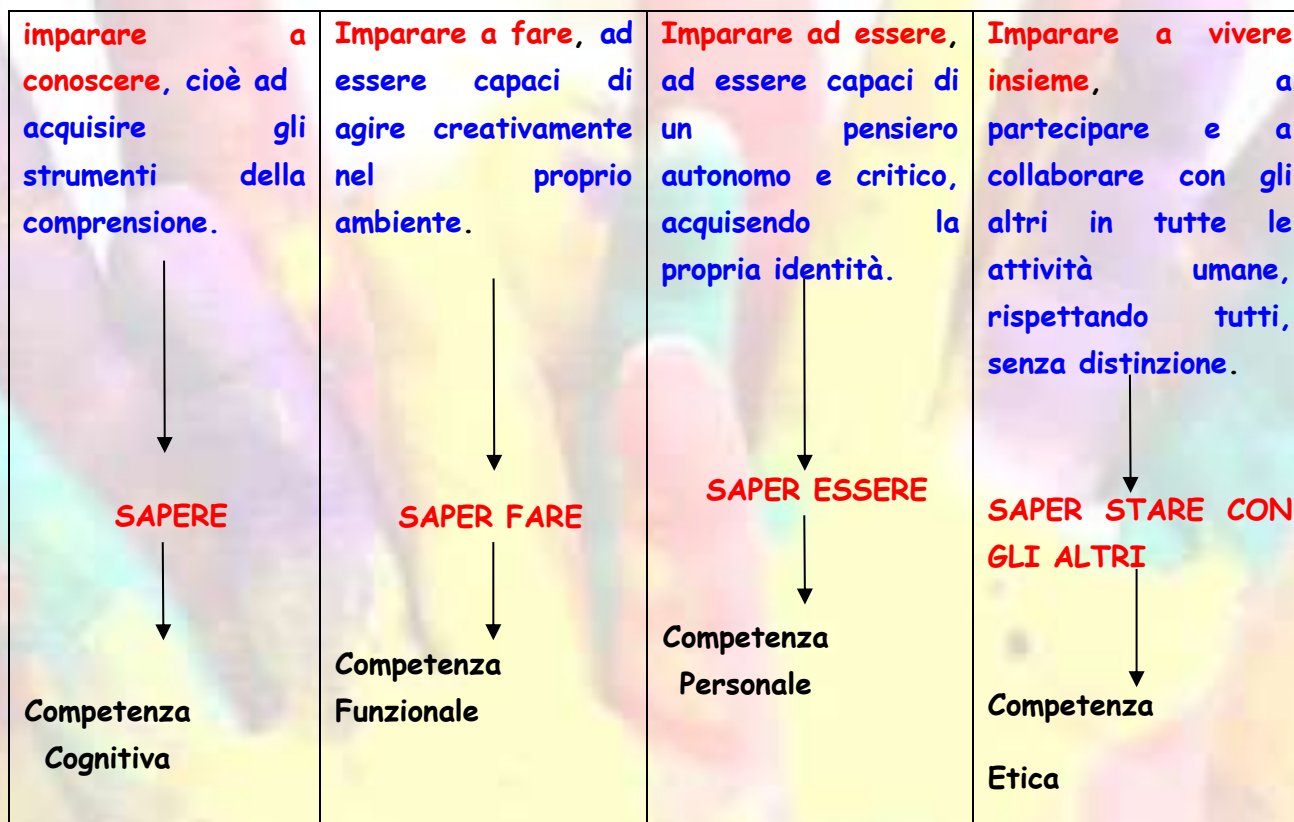 imparare a
conoscere, cioè ad
acquisire gli
strumenti della
comprensione.
SAPERE
Competenza
Cognitiva
Imparare a fare, ad
essere capaci di
agire creativamente
nel proprio
ambiente.
SAPER FARE
Competenza
Funzionale
Imparare ad essere,
ad essere capaci di
un pensiero
autonomo e critico,
acquisendo la
propria identità.
SAPER ESSERE
Competenza
Personale
Imparare a vivere
insieme, a
partecipare e a
collaborare con gli
altri in tutte le
attività umane,
rispettando tutti,
senza distinzione.
SAPER STARE CON
GLI ALTRI
Competenza
Etica